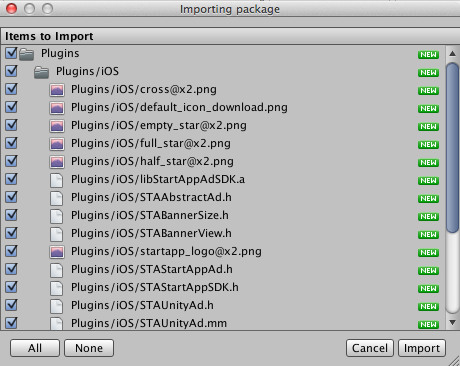 Importing package
Items to Import
Plugins NEW
Plugins/iOS NEW
Plugins/iOS/cross@x2.png NEW
Plugins/iOS/default_icon_download.png NEW
Plugins/iOS/empty_star@x2.png NEW
Plugins/iOS/full_star@x2.png NEW
Plugins/iOS/half_star@x2.png NEW
Plugins/iOS/libStartAppAdSDK.a NEW
Plugins/iOS/STAAbstractAd.h NEW
Plugins/iOS/STABannerSize.h NEW
Plugins/iOS/STABannerView.h NEW
Plugins/iOS/startapp_logo@x2.png NEW
Plugins/iOS/STAStartAppAd.h NEW
Plugins/iOS/STAStartAppSDK.h NEW
Plugins/iOS/STAUnityAd.h NEW
Plugins/iOS/STAUnityAd.mm NEW
All None Cancel Import